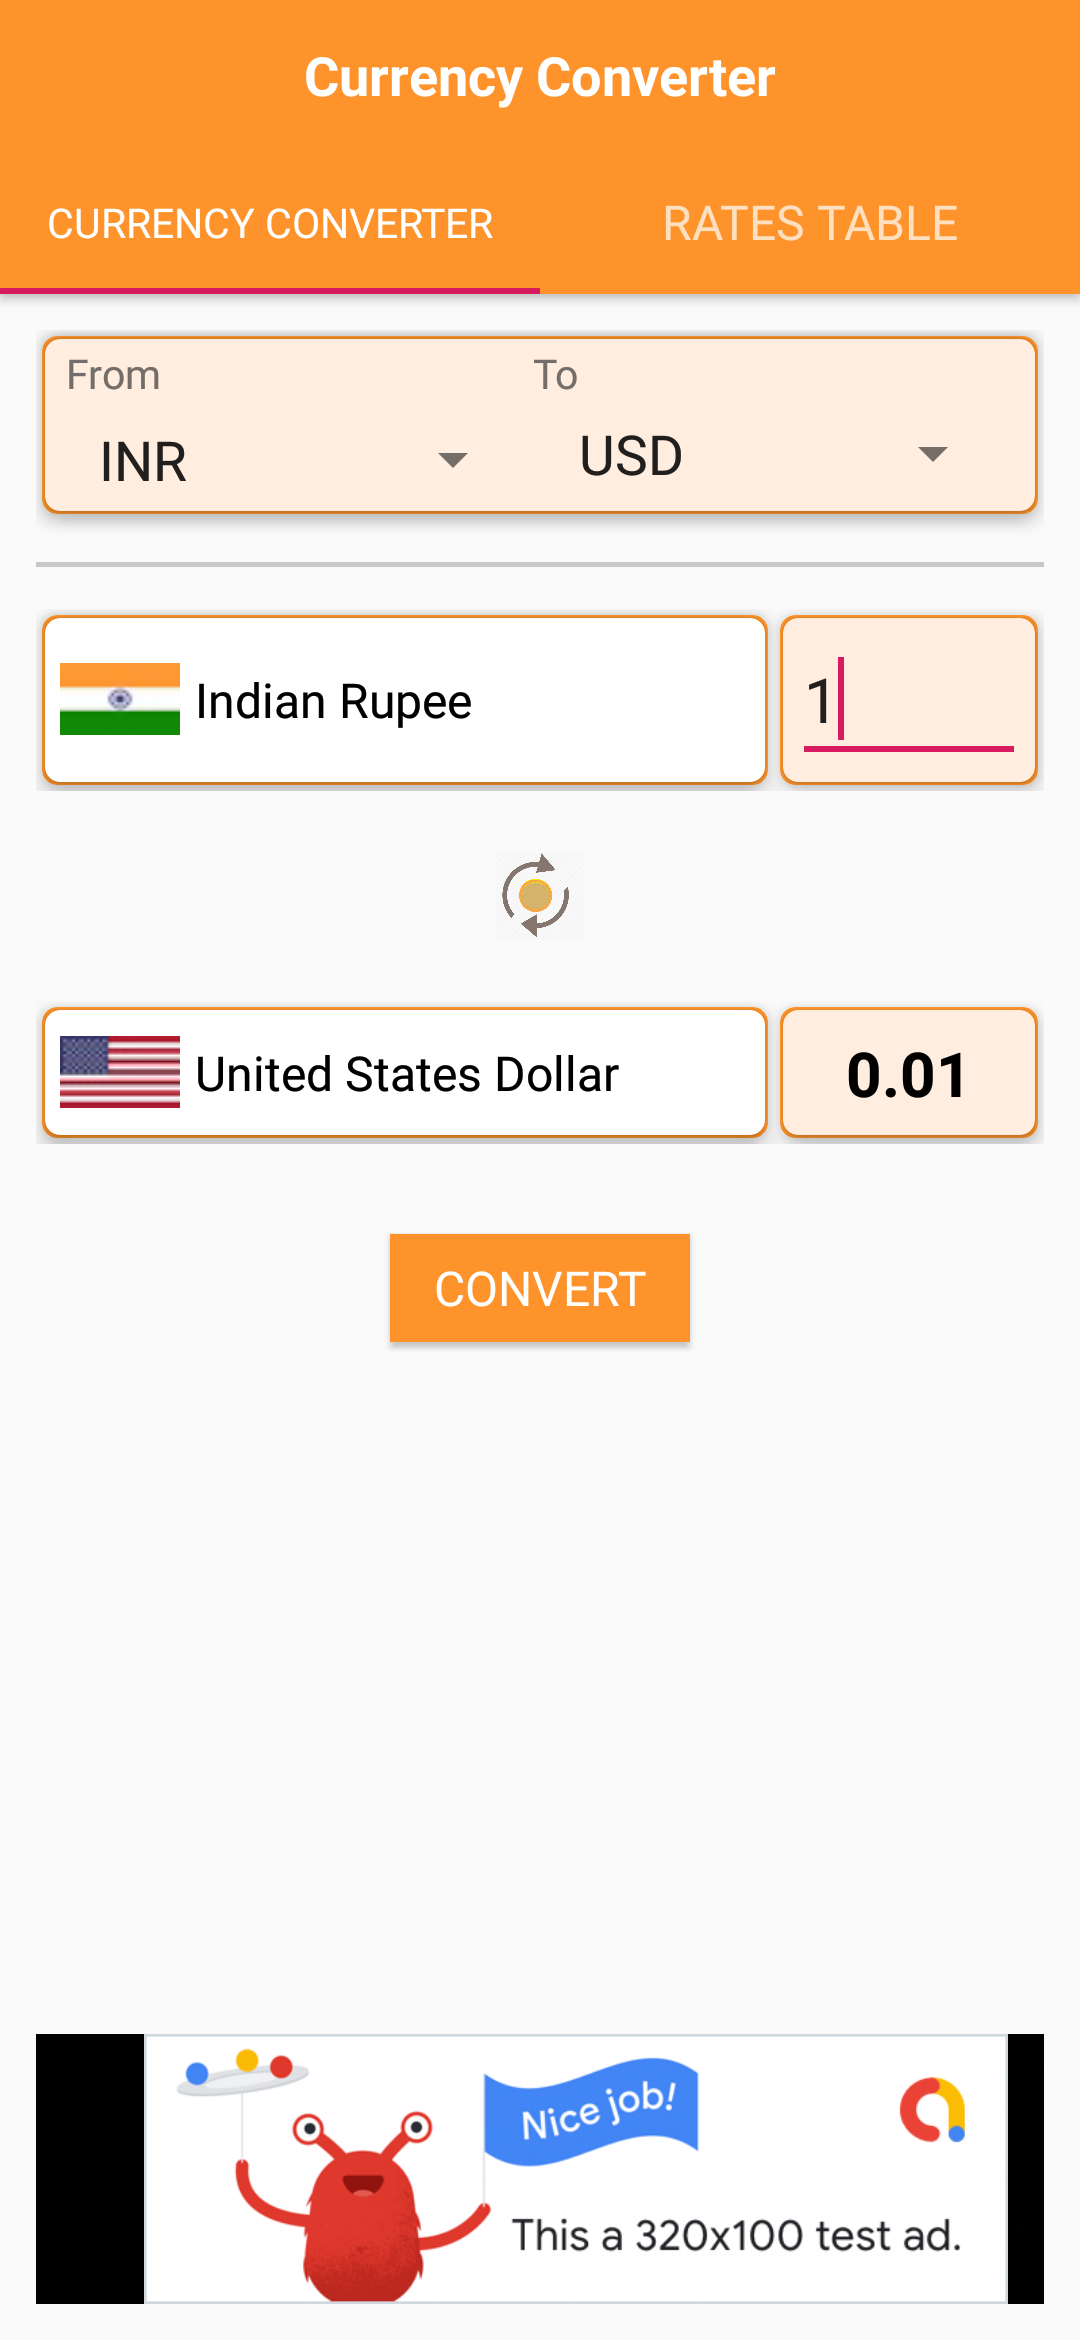 Currency Converter
CURRENCY CONVERTER
RATES TABLE
From
To
INR
USD
Indian Rupee
1
United States Dollar
0.01
CONVERT
Nice job!
This a 320x100 test ad.